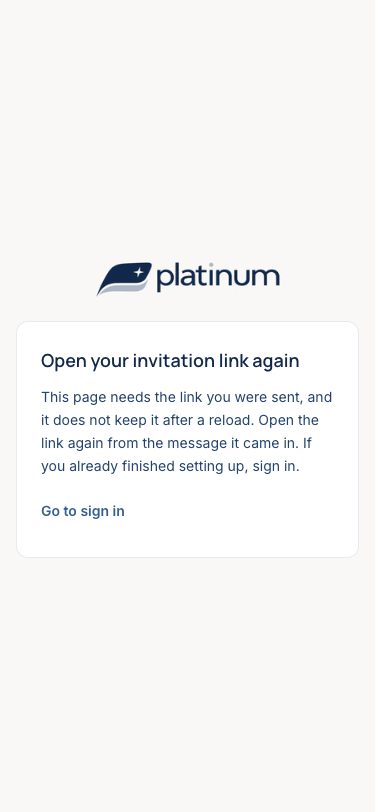 platinum
Open your invitation link again
This page needs the link you were sent, and
it does not keep it after a reload. Open the
link again from the message it came in. If
you already finished setting up, sign in.
Go to sign in